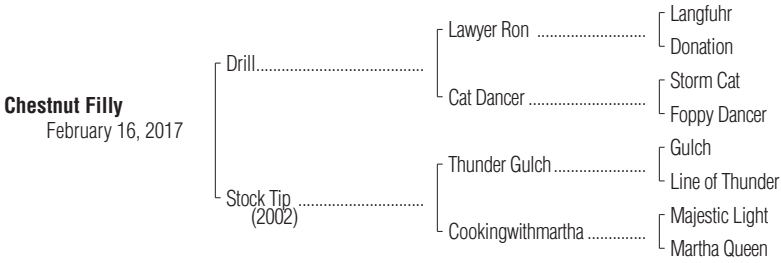 Langfuhr
Lawyer Ron ..........................
Donation
Drill.........................................
Storm Cat
Cat Dancer ............................
Foppy Dancer
Chestnut Filly
February 16, 2017
Gulch
Thunder Gulch ......................
Line of Thunder
Stock Tip ...............................
(2002)
Majestic Light
Cookingwithmartha ..............
Martha Queen